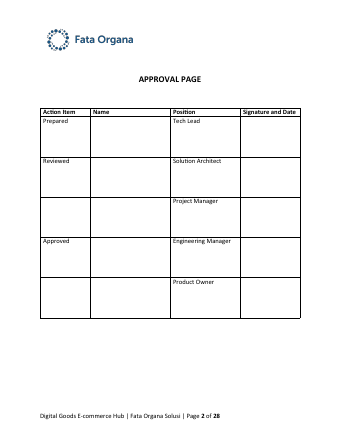 Fata Organa
APPROVAL PAGE
Action Item Name Position Signature and Date
Prepared Tech Lead
Reviewed Solution Architect
Project Manager
Approved Engineering Manager
Product Owner
Digital Goods E-commerce Hub | Fata Organa Solusi | Page 2 of 28